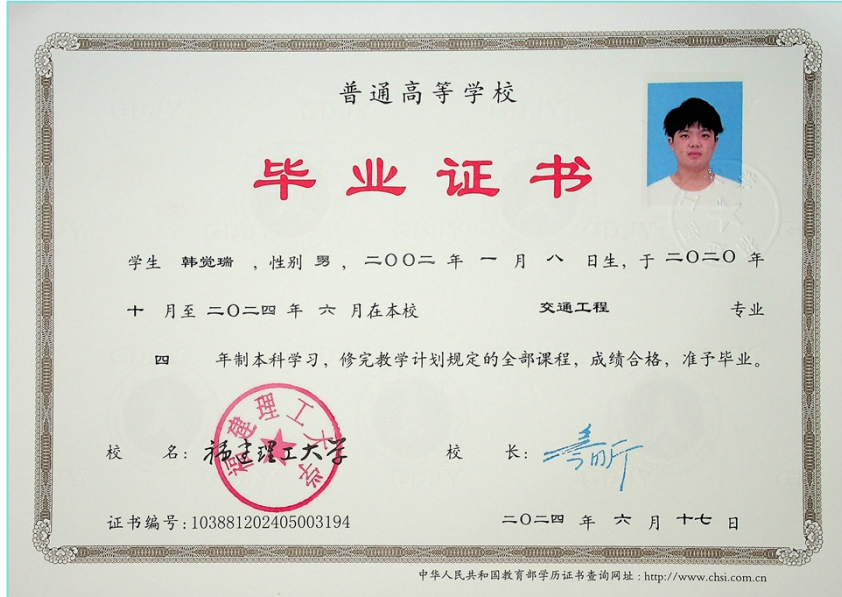 普通高等学校
毕业证书
学生 韩觉瑞 ，性别 男 ，二〇〇二 年 一 月 八 日生，于 二〇二〇 年
十 月至 二〇二四 年 六 月在本校 交通工程 专业
四 年制本科学习，修完教学计划规定的全部课程，成绩合格，准予毕业。
福建理工大学
校 名：福建理工大学 校 长：
证书编号：103881202405003194 二〇二四 年 六 月 十七 日
中华人民共和国教育部学历证书查询网址：http://www.chsi.com.cn